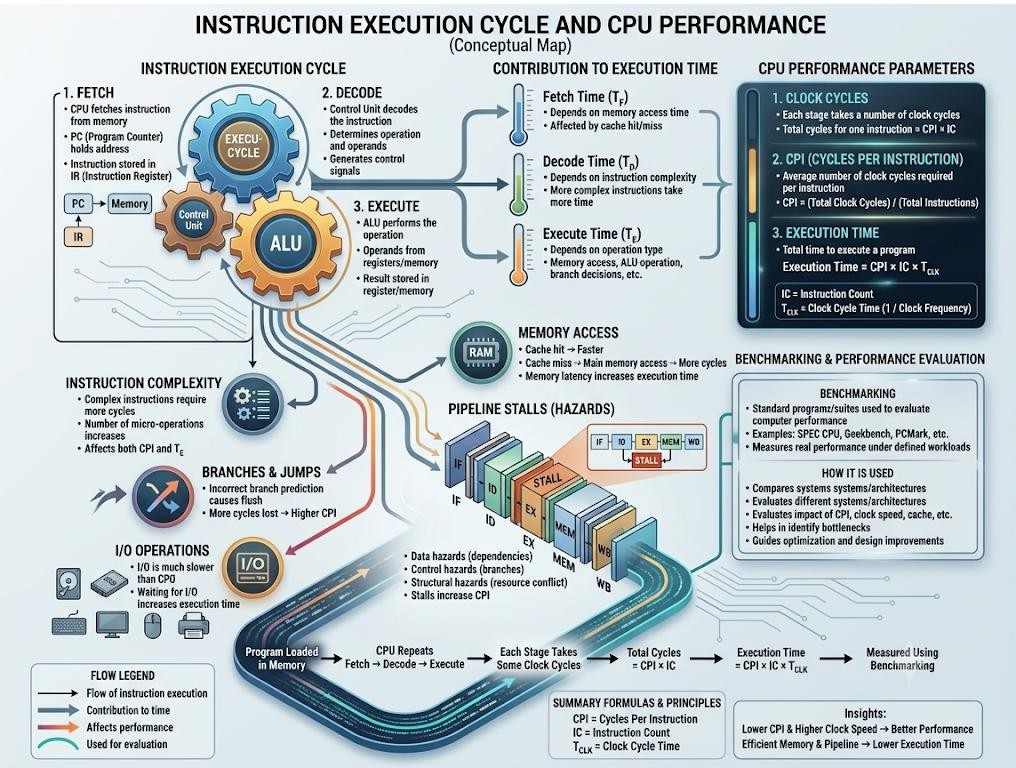 INSTRUCTION EXECUTION CYCLE AND CPU PERFORMANCE
(Conceptual Map)
INSTRUCTION EXECUTION CYCLE
1. FETCH
• CPU fetches instruction
from memory
• PC (Program Counter)
holds address
• Instruction stored in
IR (Instruction Register)
PC
Memory
IR
EXECU-
CYCLE
Control
Unit
ALU
2. DECODE
• Control Unit decodes
the instruction
• Determines operation
and operands
• Generates control
signals
3. EXECUTE
• ALU performs the
operation
• Operands from
registers/memory
• Result stored in
register/memory
CONTRIBUTION TO EXECUTION TIME
Fetch Time (TF)
• Depends on memory access time
• Affected by cache hit/miss
Decode Time (TD)
• Depends on instruction complexity
• More complex instructions take
more time
Execute Time (TE)
• Depends on operation type
• Memory access, ALU operation,
branch decisions, etc.
CPU PERFORMANCE PARAMETERS
1. CLOCK CYCLES
• Each stage takes a number of clock cycles
• Total cycles for one instruction = CPI × IC
2. CPI (CYCLES PER INSTRUCTION)
• Average number of clock cycles required
per instruction
• CPI = (Total Clock Cycles) / (Total Instructions)
3. EXECUTION TIME
• Total time to execute a program
Execution Time = CPI × IC × TCLK
IC = Instruction Count
TCLK = Clock Cycle Time (1 / Clock Frequency)
INSTRUCTION COMPLEXITY
• Complex instructions require
more cycles
• Number of micro-operations
increases
• Affects both CPI and TE
BRANCHES & JUMPS
• Incorrect branch prediction
causes flush
• More cycles lost → Higher CPI
I/O OPERATIONS
• I/O is much slower
than CPU
• Waiting for I/O
increases esecution time
I/O
RAM
MEMORY ACCESS
• Cache hit → Faster
• Cache miss → Main memory access → More cycles
• Memory latency increases execution time
PIPELINE STALLS (HAZARDS)
IF
IO
EX
MEM
WB
STALL
IF
ID
STALL
EX
MEM
WB
IF
ID
EX
MEM
WB
• Data hazards (dependencies)
• Control hazards (branches)
• Structural hazards (resource conflict)
• Stalls increase CPI
BENCHMARKING & PERFORMANCE EVALUATION
BENCHMARKING
• Standard programz/suites used to evaluate
computer performance
• Examples: SPEC CPU, Geekbench, PCMark, etc.
• Measures real performance under defined workloads
HOW IT IS USED
• Compares systems systems/architectures
• Evaluates different systems/architectures
• Evaluates impact of CPI, clock speed, cache, etc.
• Helps in identify bottlenecks
• Guides optimization and design improvements
Program Loaded
in Memory
CPU Repeats
Fetch → Decode → Execute
Each Stage Takes
Some Clock Cycles
Total Cycles
= CPI × IC
Execution Time
= CPI × IC × TCLK
Measured Using
Benchmarking
FLOW LEGEND
Flow of instruction execution
Contribution to time
Affects performance
Used for evaluation
SUMMARY FORMULAS & PRINCIPLES
CPI = Cycles Per Instruction
IC = Instruction Count
TCLK = Clock Cycle Time
Insights:
Lower CPI & Higher Clock Speed → Better Performance
Efficient Memory & Pipeline → Lower Execution Time